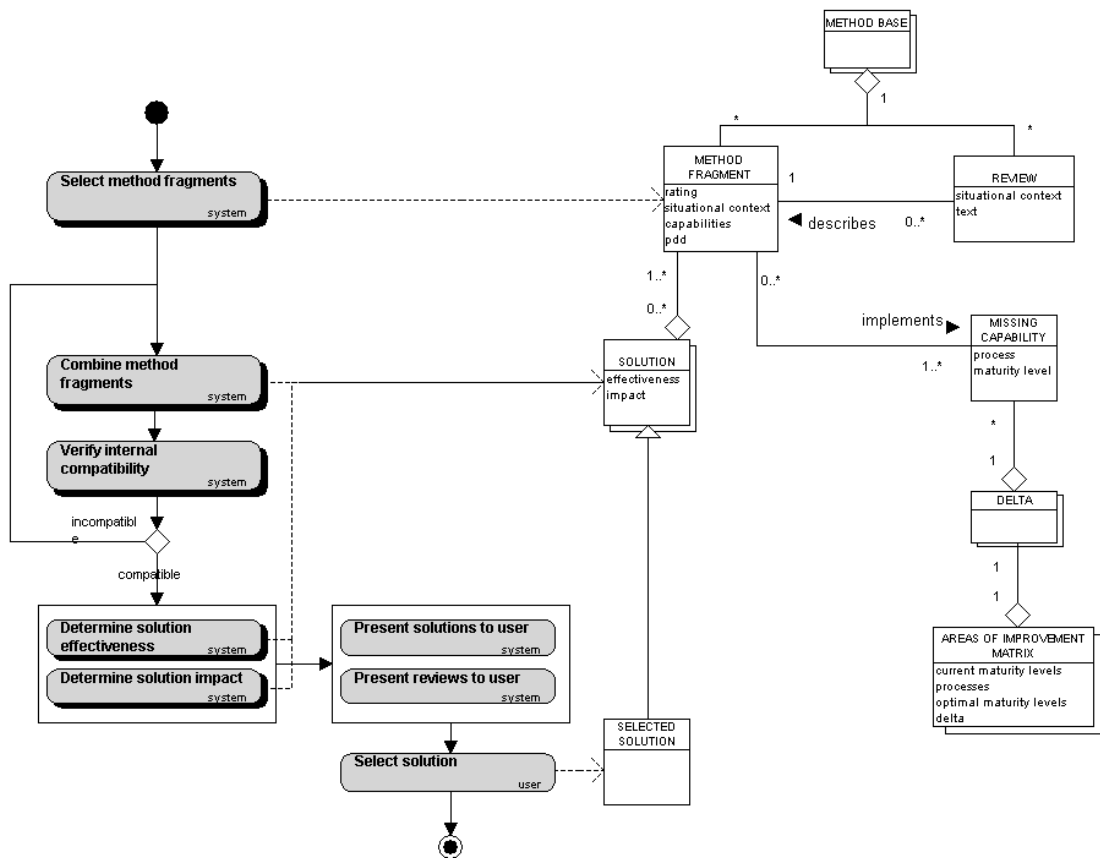 METHOD BASE
1
*
*
Select method fragments
system
METHOD
FRAGMENT
rating
situational context
capabilities
pdd
1
describes
0..*
REVIEW
situational context
text
1..*
0..*
0..*
implements
1..*
MISSING
CAPABILITY
process
maturity level
Combine method
fragments
system
SOLUTION
effectiveness
impact
Verify internal
compatibility
system
*
1
DELTA
incompatibl
e
compatible
1
1
Determine solution
effectiveness
system
Determine solution impact
system
Present solutions to user
system
Present reviews to user
system
AREAS OF IMPROVEMENT
MATRIX
current maturity levels
processes
optimal maturity levels
delta
SELECTED
SOLUTION
Select solution
user